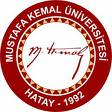 MUSTAFA KEMAL ÜNİVERSİTESİ
HATAY - 1992